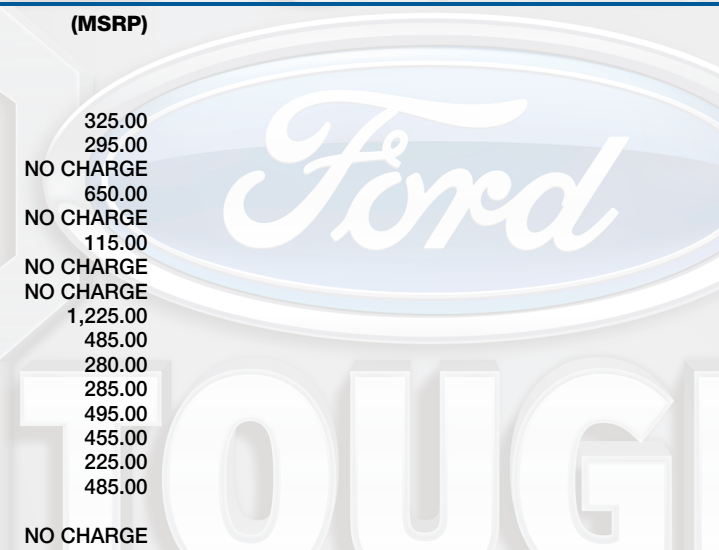 (MSRP)
325.00
295.00
NO CHARGE
650.00
NO CHARGE
115.00
NO CHARGE
NO CHARGE
1,225.00
485.00
280.00
285.00
495.00
455.00
225.00
485.00
NO CHARGE
Ford
TOUG